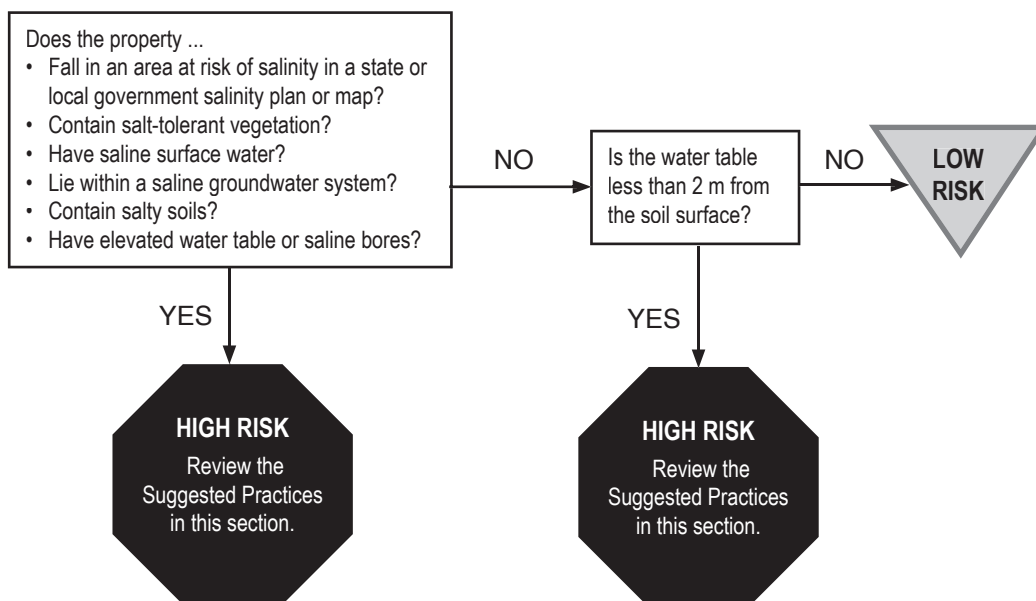 Does the property ...
• Fall in an area at risk of salinity in a state or
local government salinity plan or map?
• Contain salt-tolerant vegetation?
• Have saline surface water?
• Lie within a saline groundwater system?
• Contain salty soils?
• Have elevated water table or saline bores?
NO
Is the water table
less than 2 m from
the soil surface?
NO
LOW
RISK
YES
HIGH RISK
Review the
Suggested Practices
in this section.
YES
HIGH RISK
Review the
Suggested Practices
in this section.